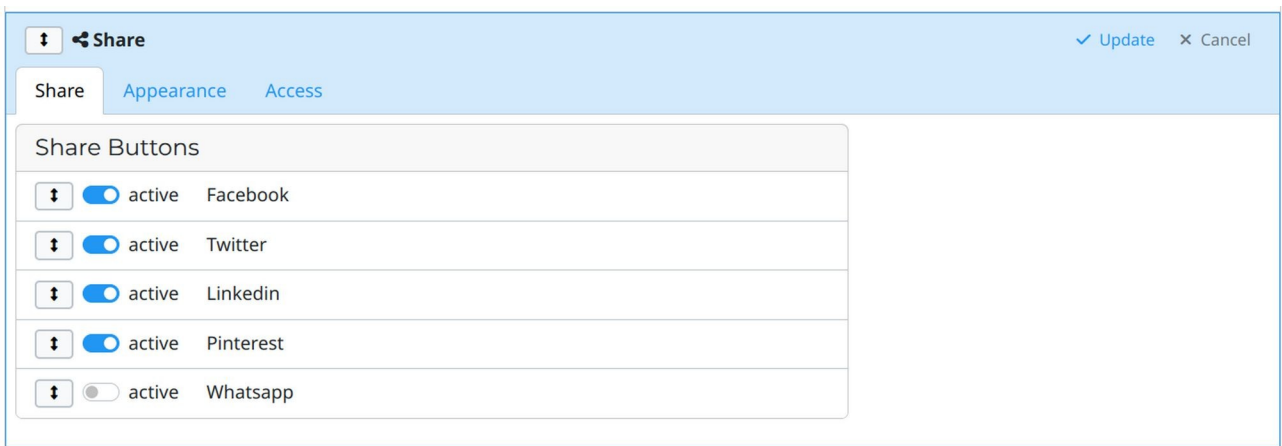 Share
Update
Cancel
Share
Appearance
Access
Share Buttons
active Facebook
active Twitter
active Linkedin
active Pinterest
active Whatsapp